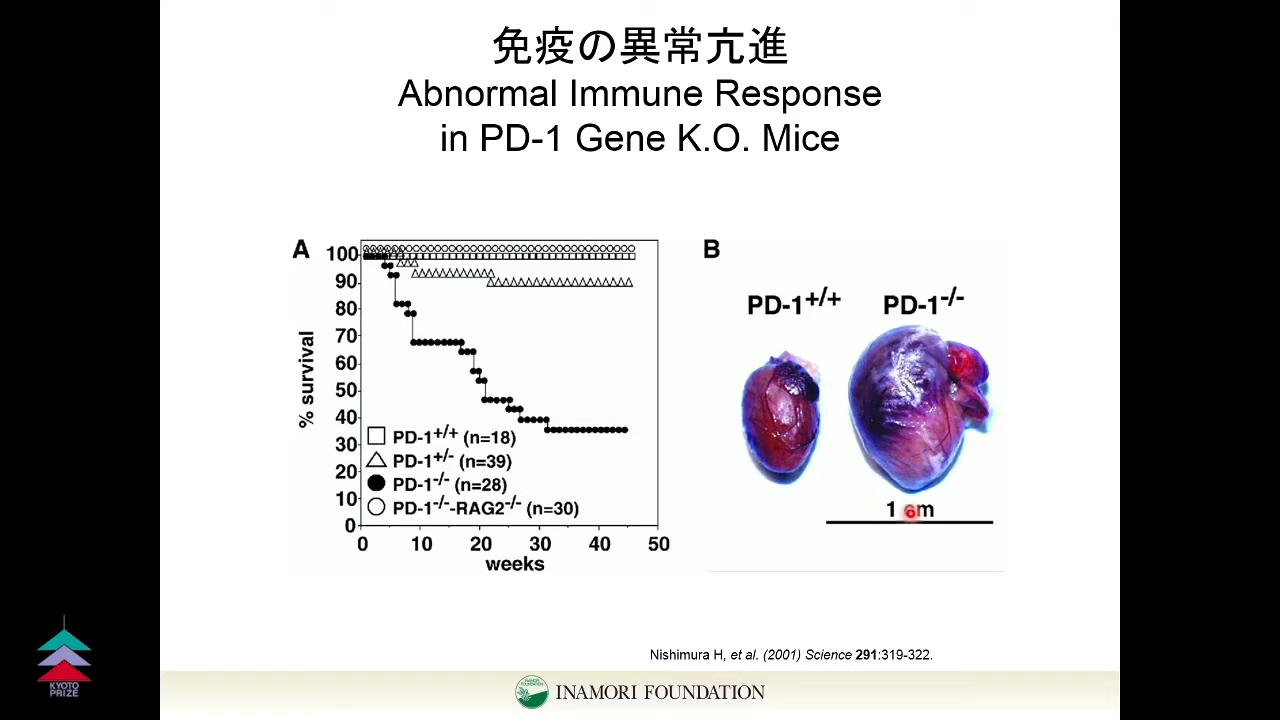 免疫の異常亢進
Abnormal Immune Response
in PD-1 Gene K.O. Mice
A
% survival
100
90
80
70
60
50
40
30
20
10
0
PD-1+/+ (n=18)
PD-1+/- (n=39)
PD-1-/- (n=28)
PD-1-/--RAG2-/- (n=30)
0 10 20 30 40 50
weeks
B
PD-1+/+ PD-1-/-
1 cm
Nishimura H, et al. (2001) Science 291:319-322.
KYOTO
PRIZE
INAMORI FOUNDATION